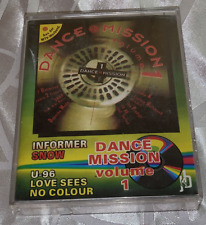 DANCE MISSION
1
DANCE MISSION
INFORMER
SNOW
U-96
LOVE SEES
NO COLOUR
DANCE
MISSION
volume
1